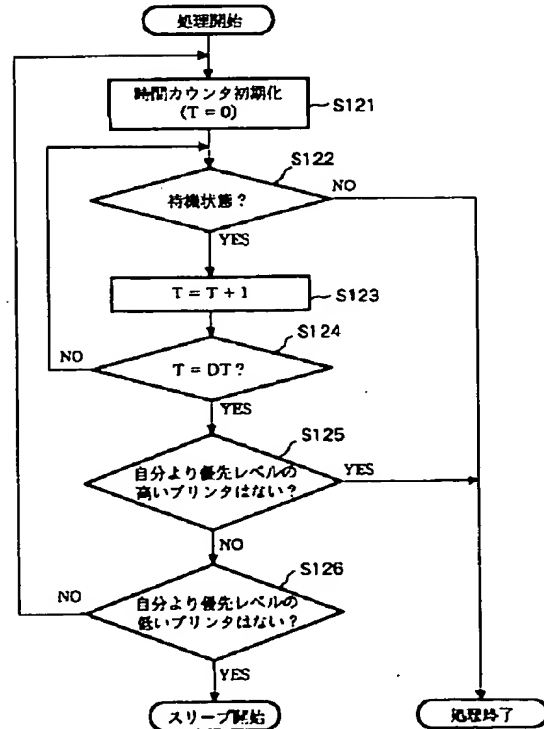 処理開始
時間カウンタ初期化
(T = 0)
S121
S122
待機状態?
NO
YES
T = T + 1
S123
S124
NO
T = DT?
YES
S125
自分より優先レベルの
高いプリンタはない?
YES
NO
S126
NO
自分より優先レベルの
低いプリンタはない?
YES
スリープ開始
処理終了